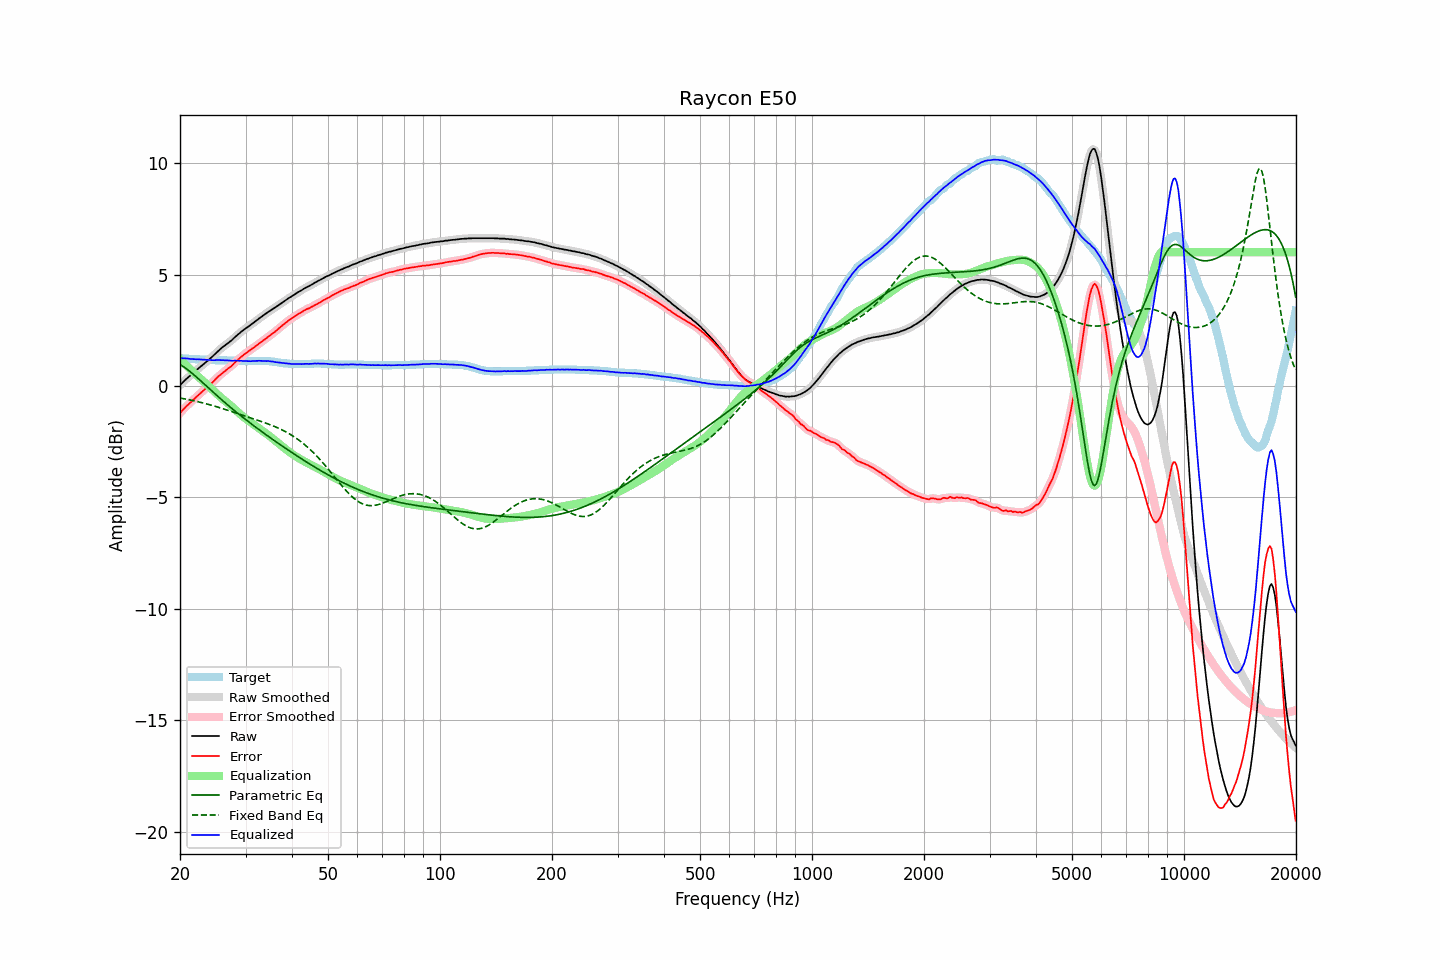 Raycon E50
10
5
0
−5
−10
−15
−20
Amplitude (dBr)
Target
Raw Smoothed
Error Smoothed
Raw
Error
Equalization
Parametric Eq
Fixed Band Eq
Equalized
20 50 100 200 500 1000 2000 5000 10000 20000
Frequency (Hz)